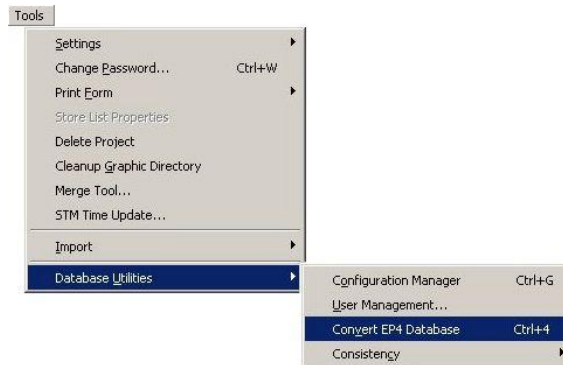 Tools
Settings
Change Password... Ctrl+W
Print Form
Store List Properties
Delete Project
Cleanup Graphic Directory
Merge Tool...
STM Time Update...
Import
Database Utilities
Configuration Manager Ctrl+G
User Management...
Convert EP4 Database Ctrl+4
Consistency